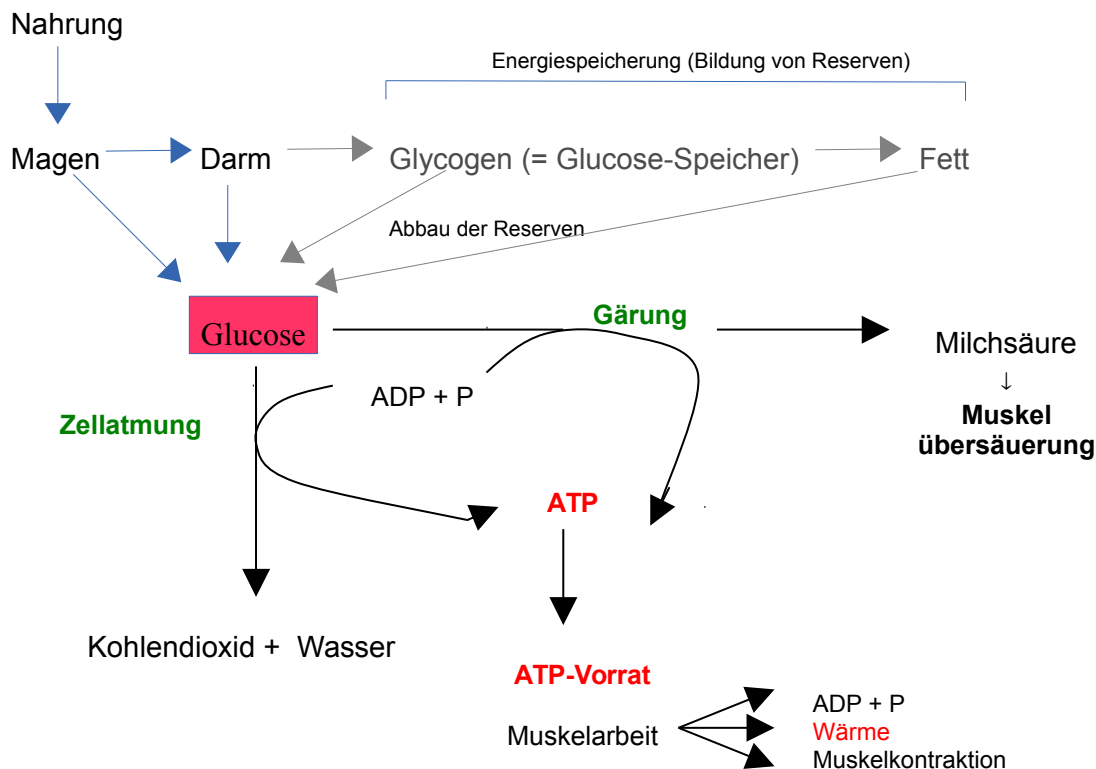 Nahrung
Energiespeicherung (Bildung von Reserven)
Magen
Darm
Glycogen (= Glucose-Speicher)
Fett
Abbau der Reserven
Glucose
Gärung
Milchsäure
↓
Muskel
übersäuerung
ADP + P
Zellatmung
ATP
Kohlendioxid + Wasser
ATP-Vorrat
Muskelarbeit
ADP + P
Wärme
Muskelkontraktion